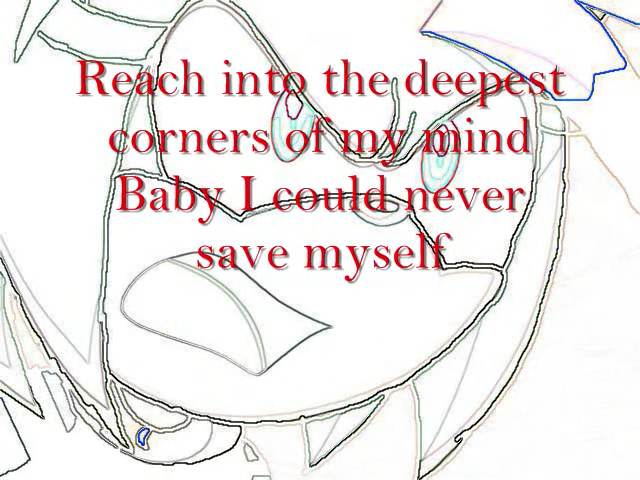 Reach into the deepest
corners of my mind
Baby I could never
save myself